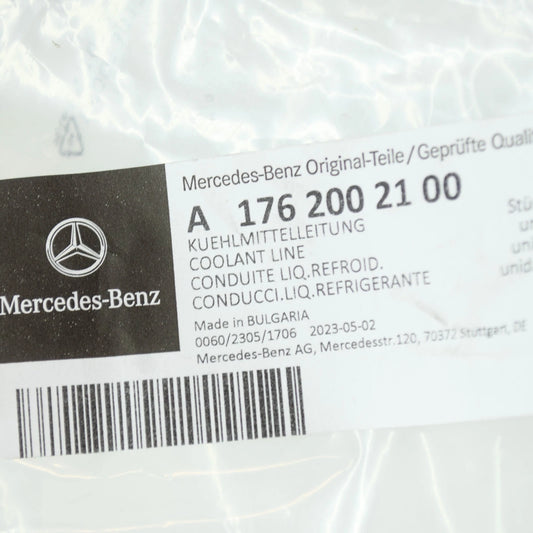 Mercedes-Benz Original-Teile/Geprüfte
A 176 200 21 00
KUEHLMITTELLEITUNG
COOLANT LINE
CONDUITE LIQ.REFROID.
CONDUCCI.LIQ.REFRIGERANTE
Made in BULGARIA
0060/2305/1706 2023-05-02
Mercedes-Benz AG, Mercedesstr.120, 70372 Stuttgart, DE
Mercedes-Benz